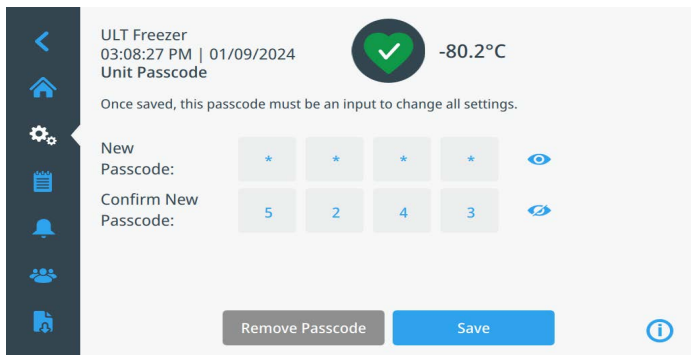 ULT Freezer
03:08:27 PM | 01/09/2024
Unit Passcode
-80.2°C
Once saved, this passcode must be an input to change all settings.
New
Passcode:
* * * *
Confirm New
Passcode:
5 2 4 3
Remove Passcode
Save